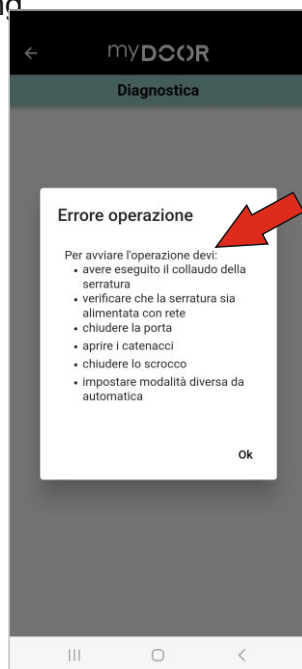 ng
myDOOR
Diagnostica
Errore operazione
Per avviare l'operazione devi:
• avere eseguito il collaudo della
serratura
• verificare che la serratura sia
alimentata con rete
• chiudere la porta
• aprire i catenacci
• chiudere lo scrocco
• impostare modalità diversa da
automatica
Ok